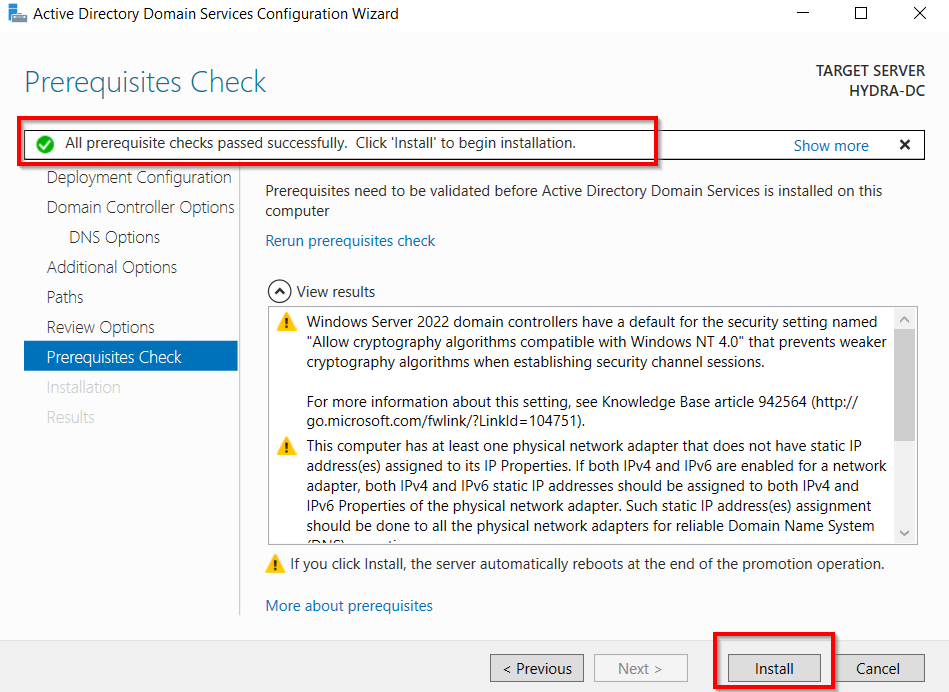 Active Directory Domain Services Configuration Wizard
Prerequisites Check
TARGET SERVER
HYDRA-DC
All prerequisite checks passed successfully. Click 'Install' to begin installation.
Show more
Deployment Configuration
Domain Controller Options
DNS Options
Additional Options
Paths
Review Options
Prerequisites Check
Installation
Results
Prerequisites need to be validated before Active Directory Domain Services is installed on this
computer
Rerun prerequisites check
View results
Windows Server 2022 domain controllers have a default for the security setting named
"Allow cryptography algorithms compatible with Windows NT 4.0" that prevents weaker
cryptography algorithms when establishing security channel sessions.
For more information about this setting, see Knowledge Base article 942564 (http://
go.microsoft.com/fwlink/?LinkId=104751).
This computer has at least one physical network adapter that does not have static IP
address(es) assigned to its IP Properties. If both IPv4 and IPv6 are enabled for a network
adapter, both IPv4 and IPv6 static IP addresses should be assigned to both IPv4 and
IPv6 Properties of the physical network adapter. Such static IP address(es) assignment
should be done to all the physical network adapters for reliable Domain Name System
If you click Install, the server automatically reboots at the end of the promotion operation.
More about prerequisites
< Previous
Next >
Install
Cancel